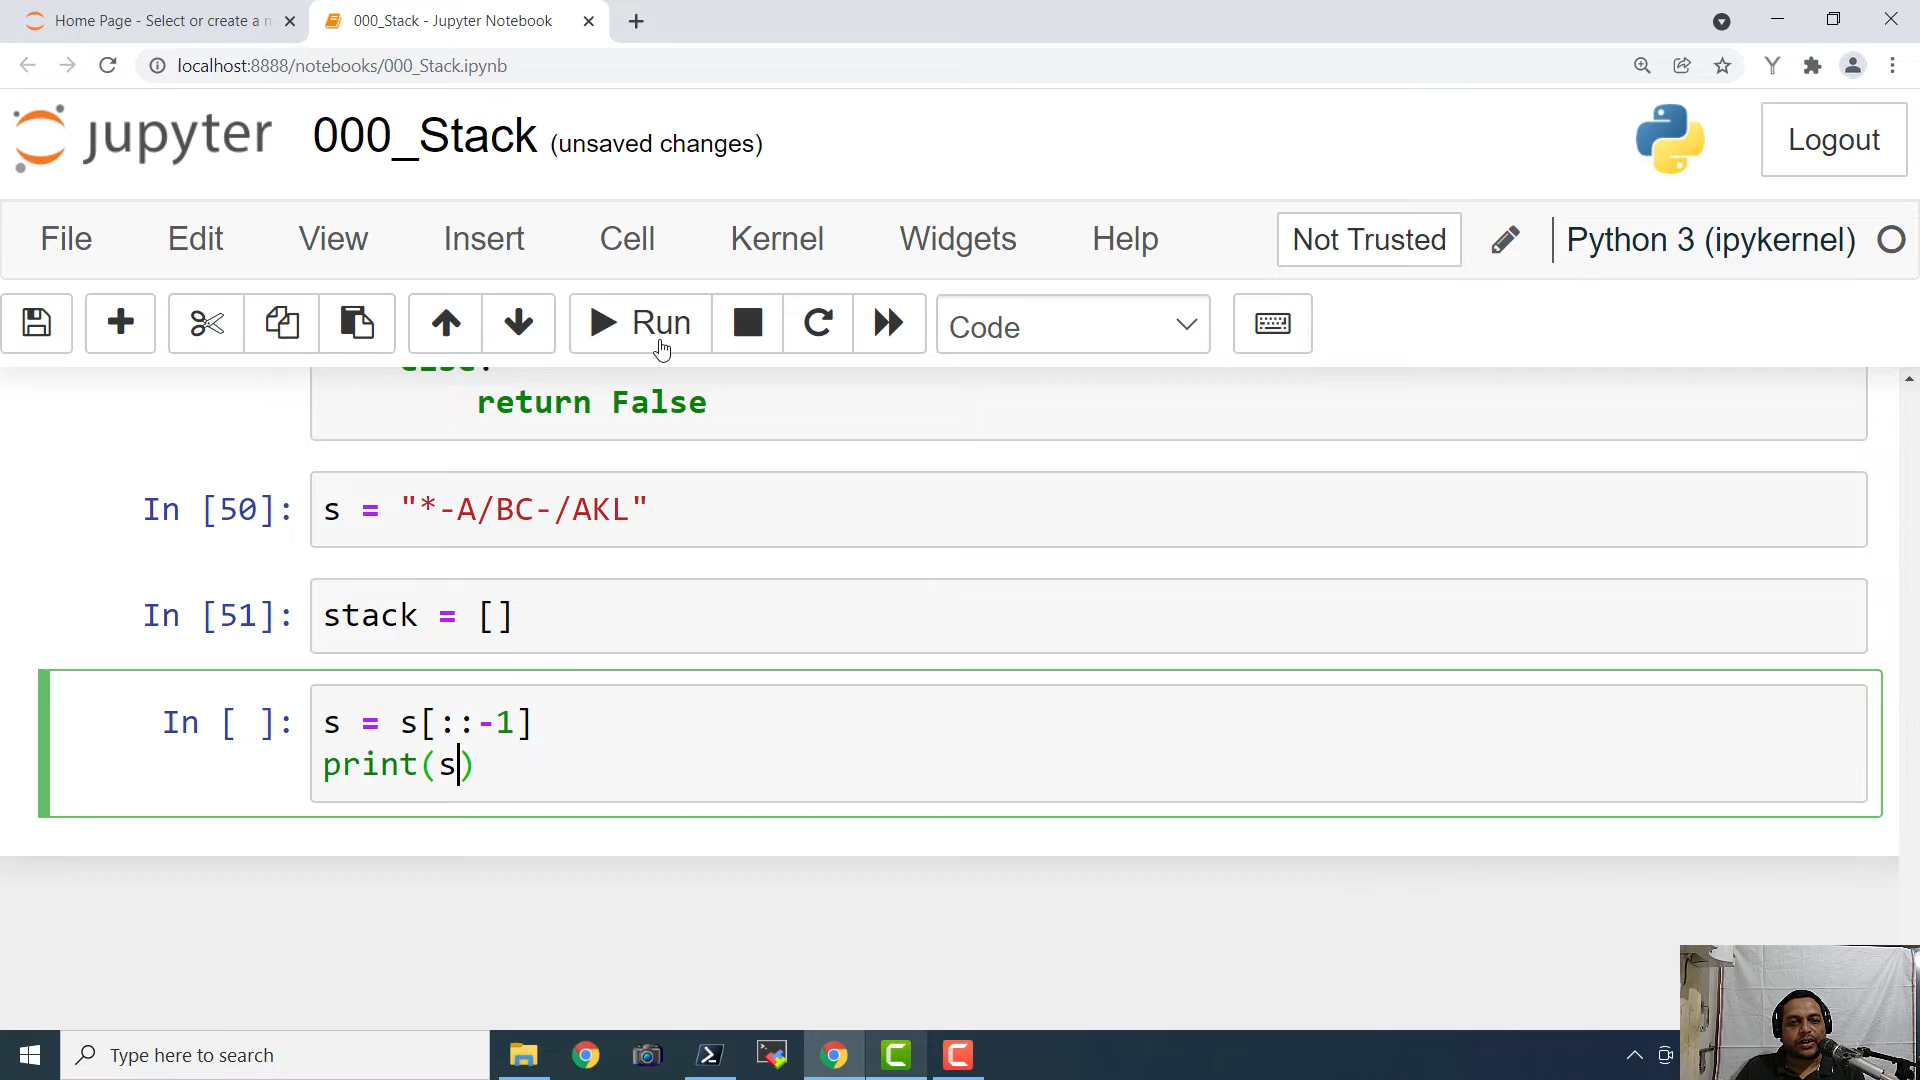 Home Page - Select or create a n
000_Stack - Jupyter Notebook
localhost:8888/notebooks/000_Stack.ipynb
jupyter
000_Stack (unsaved changes)
Logout
File Edit View Insert Cell Kernel Widgets Help
Not Trusted
Python 3 (ipykernel)
Run
Code
return False
In [50]: s = "*-A/BC-/AKL"
In [51]: stack = []
In [ ]: s = s[::-1]
print(s)
Type here to search